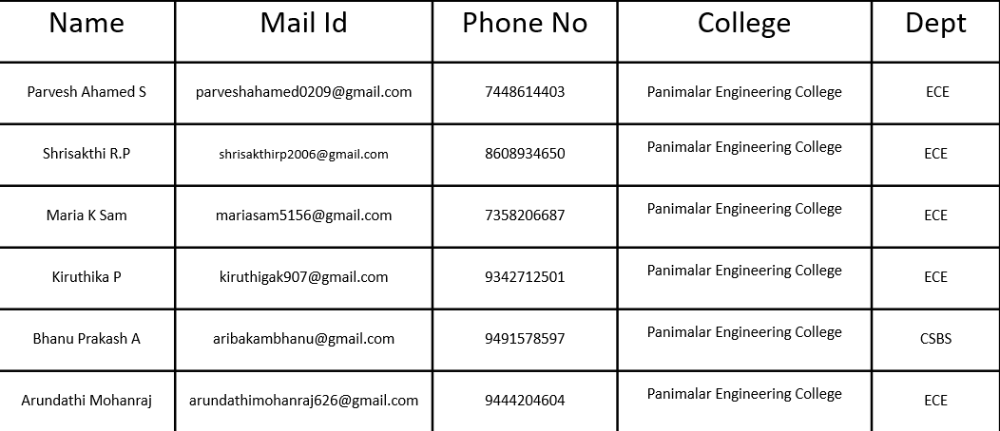 Name Mail Id Phone No College Dept
Parvesh Ahamed S parveshahamed0209@gmail.com 7448614403 Panimalar Engineering College ECE
Shrisakthi R.P shrisakthirp2006@gmail.com 8608934650 Panimalar Engineering College ECE
Maria K Sam mariasam5156@gmail.com 7358206687 Panimalar Engineering College ECE
Kiruthika P kiruthigak907@gmail.com 9342712501 Panimalar Engineering College ECE
Bhanu Prakash A aribakambhanu@gmail.com 9491578597 Panimalar Engineering College CSBS
Arundathi Mohanraj arundathimohanraj626@gmail.com 9444204604 Panimalar Engineering College ECE